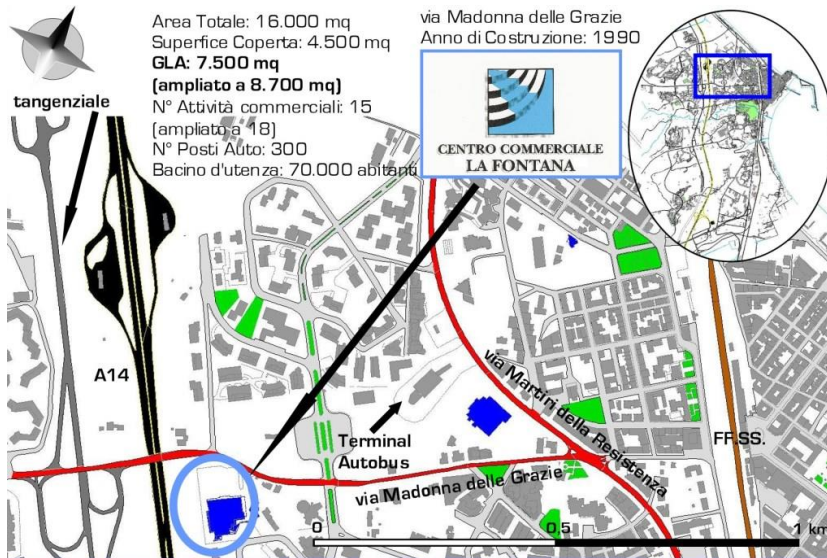 Area Totale: 16.000 mq
Superfice Coperta: 4.500 mq
GLA: 7.500 mq
(ampliato a 8.700 mq)
N° Attività commerciali: 15
(ampliato a 18)
N° Posti Auto: 300
Bacino d'utenza: 70.000 abitanti
via Madonna delle Grazie
Anno di Costruzione: 1990
CENTRO COMMERCIALE
LA FONTANA
tangenziale
A14
Terminal
Autobus
via Martiri della Resistenza
via Madonna delle Grazie
FF.SS.
0
0,5
1 km